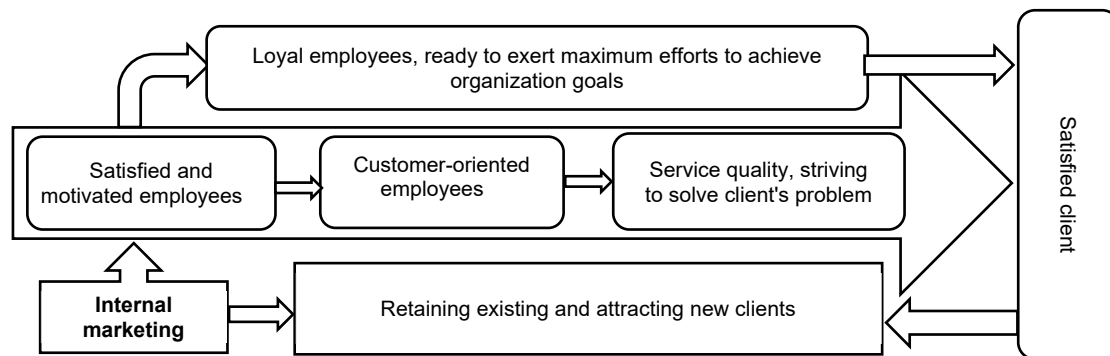 Loyal employees, ready to exert maximum efforts to achieve
organization goals
Satisfied and
motivated employees
Customer-oriented
employees
Service quality, striving
to solve client's problem
Satisfied client
Internal
marketing
Retaining existing and attracting new clients